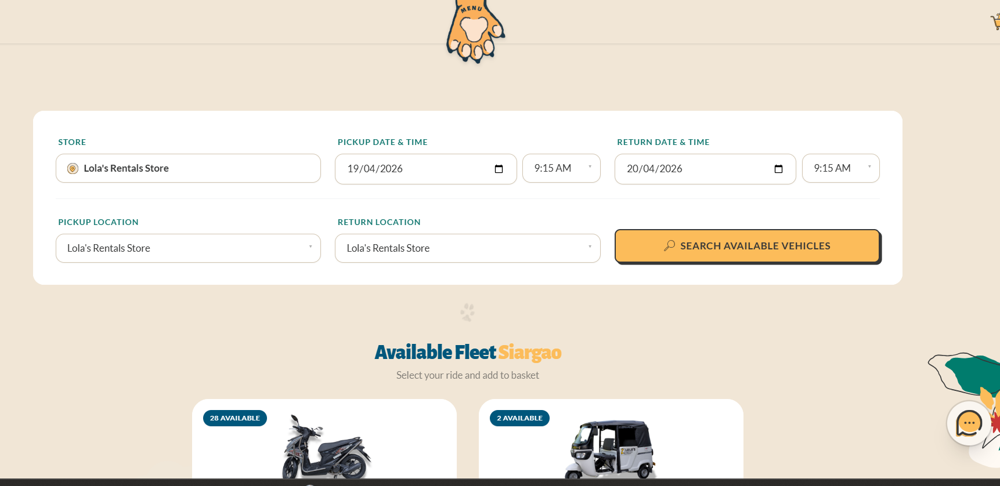 MENU
STORE
Lola's Rentals Store
PICKUP DATE & TIME
19/04/2026
9:15 AM
RETURN DATE & TIME
20/04/2026
9:15 AM
PICKUP LOCATION
Lola's Rentals Store
RETURN LOCATION
Lola's Rentals Store
SEARCH AVAILABLE VEHICLES
Available Fleet Siargao
Select your ride and add to basket
28 AVAILABLE
2 AVAILABLE
LOLA'S